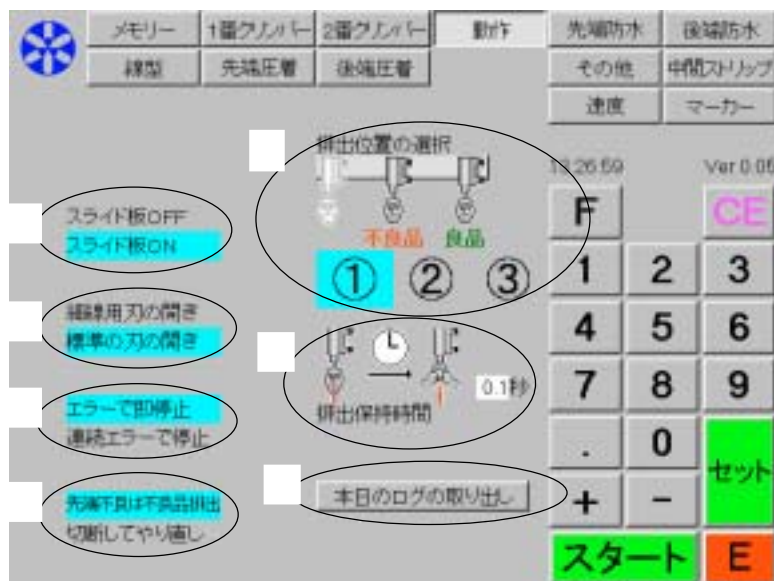 メモリー 1番グリッパー 2番グリッパー 動作 先端防水 後端防水
線型 先端圧着 後端圧着 その他 中間ストリップ
速度 マーカー
排出位置の選択
13:26:59 Ver 0.06
スライド板OFF
スライド板ON
不良品 良品
① ② ③
細線用刃の開き
標準の刃の開き
0.1秒
排出保持時間
エラーで即停止
連続エラーで停止
先端不良は不良品排出
切断してやり直し
本日のログの取り出し
F CE
1 2 3
4 5 6
7 8 9
. 0
+ - セット
スタート E